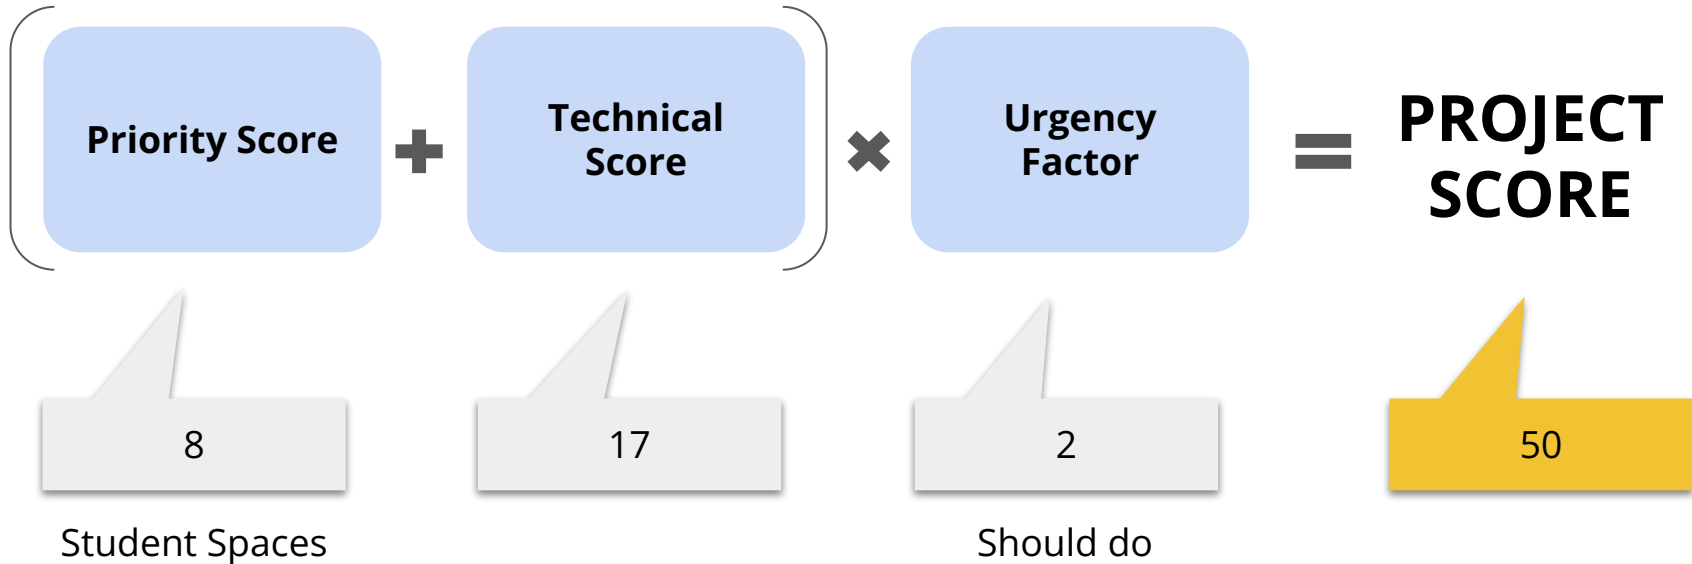 Priority Score
Technical
Score
Urgency
Factor
PROJECT
SCORE
8
17
2
50
Student Spaces
Should do